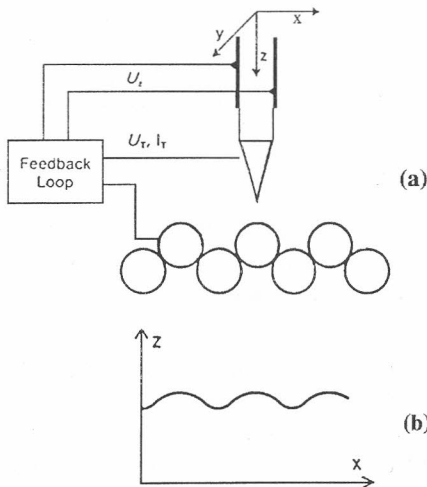 x
y
z
U_z
U_T, I_T
Feedback
Loop
(a)
z
(b)
x